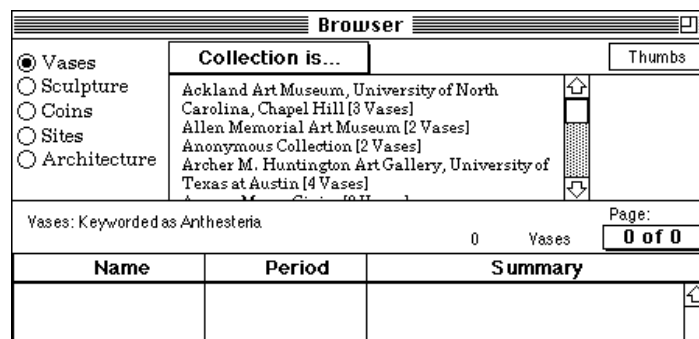 Browser
Vases
Sculpture
Coins
Sites
Architecture
Collection is...
Thumbs
Ackland Art Museum, University of North
Carolina, Chapel Hill [3 Vases]
Allen Memorial Art Museum [2 Vases]
Anonymous Collection [2 Vases]
Archer M. Huntington Art Gallery, University of
Texas at Austin [4 Vases]
Vases: Keyworded as Anthesteria
0 Vases
Page:
0 of 0
Name Period Summary